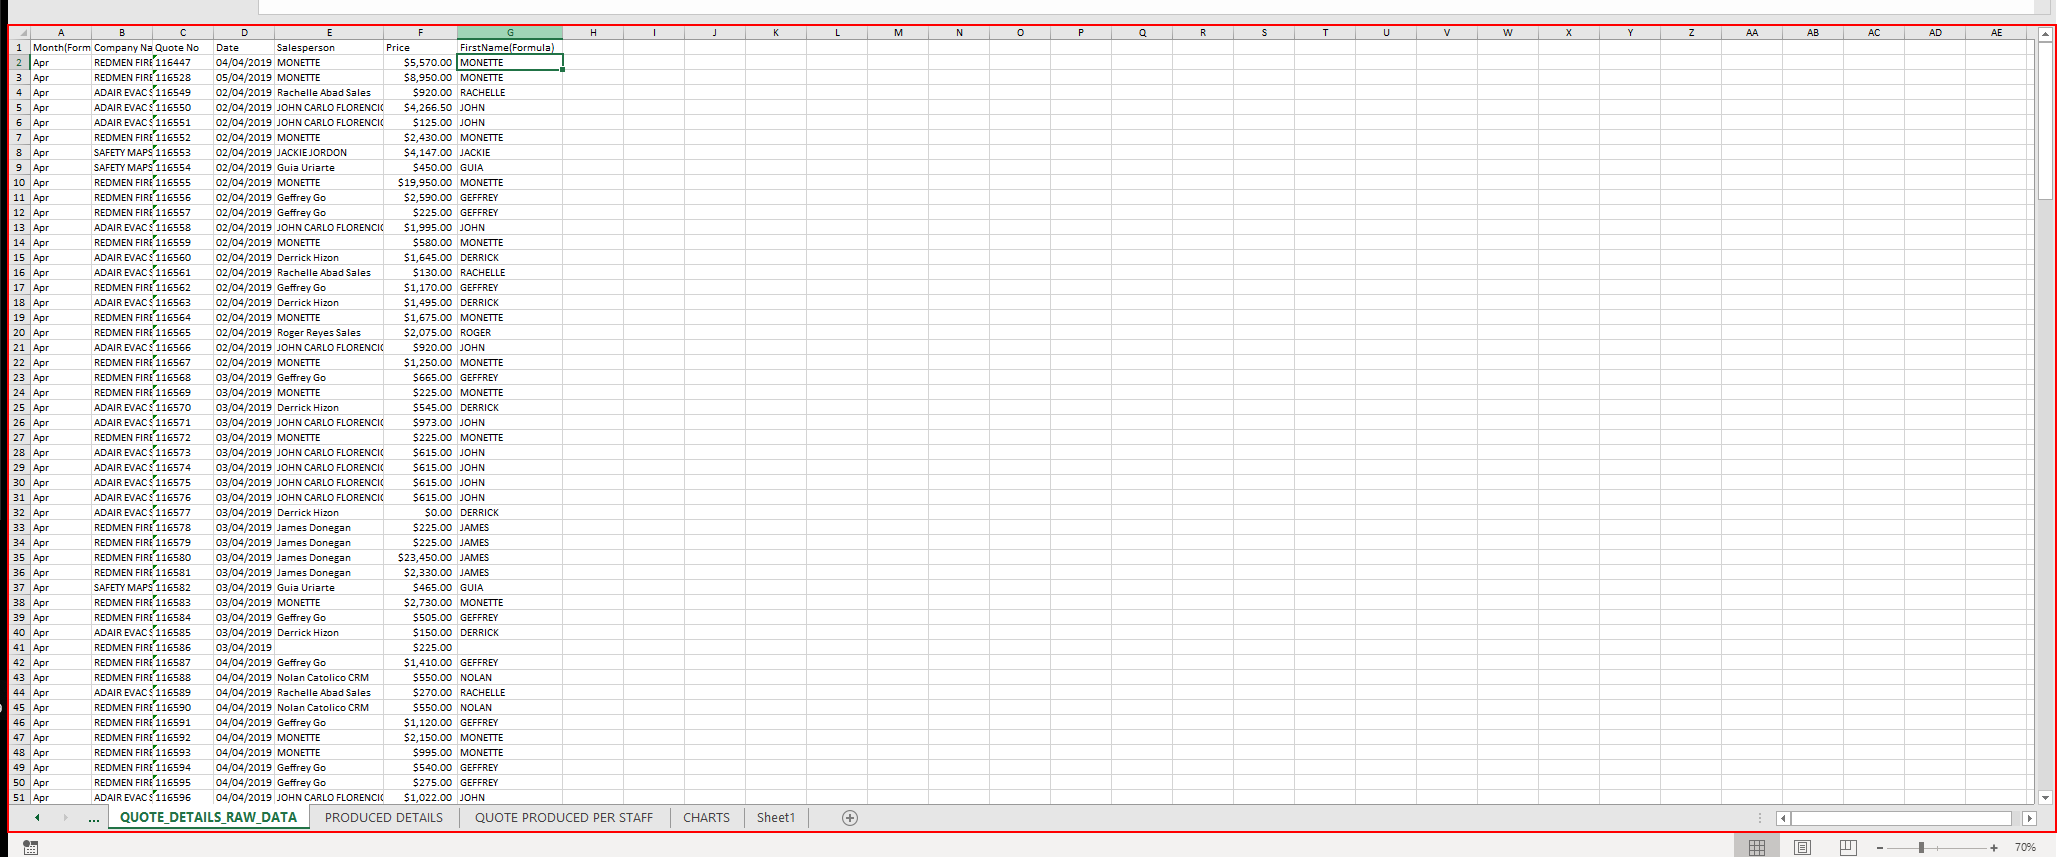 A B C D E F G H I J K L M N O P Q R S T U V W X Y Z AA AB AC AD AE
1 Month(Form Company Na Quote No Date Salesperson Price FirstName(Formula)
2 Apr REDMEN FIRE 116447 04/04/2019 MONETTE $5,570.00 MONETTE
3 Apr REDMEN FIRE 116528 05/04/2019 MONETTE $8,950.00 MONETTE
4 Apr ADAIR EVAC S 116549 02/04/2019 Rachelle Abad Sales $920.00 RACHELLE
5 Apr ADAIR EVAC S 116550 02/04/2019 JOHN CARLO FLORENCIO $4,266.50 JOHN
6 Apr ADAIR EVAC S 116551 02/04/2019 JOHN CARLO FLORENCIO $125.00 JOHN
7 Apr REDMEN FIRE 116552 02/04/2019 MONETTE $2,430.00 MONETTE
8 Apr SAFETY MAPS 116553 02/04/2019 JACKIE JORDON $4,147.00 JACKIE
9 Apr SAFETY MAPS 116554 02/04/2019 Guia Uriarte $450.00 GUIA
10 Apr REDMEN FIRE 116555 02/04/2019 MONETTE $19,950.00 MONETTE
11 Apr REDMEN FIRE 116556 02/04/2019 Geffrey Go $2,590.00 GEFFREY
12 Apr REDMEN FIRE 116557 02/04/2019 Geffrey Go $225.00 GEFFREY
13 Apr ADAIR EVAC S 116558 02/04/2019 JOHN CARLO FLORENCIO $1,995.00 JOHN
14 Apr REDMEN FIRE 116559 02/04/2019 MONETTE $580.00 MONETTE
15 Apr ADAIR EVAC S 116560 02/04/2019 Derrick Hizon $1,645.00 DERRICK
16 Apr ADAIR EVAC S 116561 02/04/2019 Rachelle Abad Sales $130.00 RACHELLE
17 Apr REDMEN FIRE 116562 02/04/2019 Geffrey Go $1,170.00 GEFFREY
18 Apr ADAIR EVAC S 116563 02/04/2019 Derrick Hizon $1,495.00 DERRICK
19 Apr REDMEN FIRE 116564 02/04/2019 MONETTE $1,675.00 MONETTE
20 Apr REDMEN FIRE 116565 02/04/2019 Roger Reyes Sales $2,075.00 ROGER
21 Apr ADAIR EVAC S 116566 02/04/2019 JOHN CARLO FLORENCIO $920.00 JOHN
22 Apr REDMEN FIRE 116567 02/04/2019 MONETTE $1,250.00 MONETTE
23 Apr REDMEN FIRE 116568 03/04/2019 Geffrey Go $665.00 GEFFREY
24 Apr REDMEN FIRE 116569 03/04/2019 MONETTE $225.00 MONETTE
25 Apr ADAIR EVAC S 116570 03/04/2019 Derrick Hizon $545.00 DERRICK
26 Apr ADAIR EVAC S 116571 03/04/2019 JOHN CARLO FLORENCIO $973.00 JOHN
27 Apr REDMEN FIRE 116572 03/04/2019 MONETTE $225.00 MONETTE
28 Apr ADAIR EVAC S 116573 03/04/2019 JOHN CARLO FLORENCIO $615.00 JOHN
29 Apr ADAIR EVAC S 116574 03/04/2019 JOHN CARLO FLORENCIO $615.00 JOHN
30 Apr ADAIR EVAC S 116575 03/04/2019 JOHN CARLO FLORENCIO $615.00 JOHN
31 Apr ADAIR EVAC S 116576 03/04/2019 JOHN CARLO FLORENCIO $615.00 JOHN
32 Apr ADAIR EVAC S 116577 03/04/2019 Derrick Hizon $0.00 DERRICK
33 Apr REDMEN FIRE 116578 03/04/2019 James Donegan $225.00 JAMES
34 Apr REDMEN FIRE 116579 03/04/2019 James Donegan $225.00 JAMES
35 Apr REDMEN FIRE 116580 03/04/2019 James Donegan $23,450.00 JAMES
36 Apr REDMEN FIRE 116581 03/04/2019 James Donegan $2,330.00 JAMES
37 Apr SAFETY MAPS 116582 03/04/2019 Guia Uriarte $465.00 GUIA
38 Apr REDMEN FIRE 116583 03/04/2019 MONETTE $2,730.00 MONETTE
39 Apr REDMEN FIRE 116584 03/04/2019 Geffrey Go $505.00 GEFFREY
40 Apr ADAIR EVAC S 116585 03/04/2019 Derrick Hizon $150.00 DERRICK
41 Apr REDMEN FIRE 116586 03/04/2019 $225.00
42 Apr REDMEN FIRE 116587 04/04/2019 Geffrey Go $1,410.00 GEFFREY
43 Apr REDMEN FIRE 116588 04/04/2019 Nolan Catolico CRM $550.00 NOLAN
44 Apr ADAIR EVAC S 116589 04/04/2019 Rachelle Abad Sales $270.00 RACHELLE
45 Apr REDMEN FIRE 116590 04/04/2019 Nolan Catolico CRM $550.00 NOLAN
46 Apr REDMEN FIRE 116591 04/04/2019 Geffrey Go $1,120.00 GEFFREY
47 Apr REDMEN FIRE 116592 04/04/2019 MONETTE $2,150.00 MONETTE
48 Apr REDMEN FIRE 116593 04/04/2019 MONETTE $995.00 MONETTE
49 Apr REDMEN FIRE 116594 04/04/2019 Geffrey Go $540.00 GEFFREY
50 Apr REDMEN FIRE 116595 04/04/2019 Geffrey Go $275.00 GEFFREY
51 Apr ADAIR EVAC S 116596 04/04/2019 JOHN CARLO FLORENCIO $1,022.00 JOHN
... QUOTE_DETAILS_RAW_DATA PRODUCED DETAILS QUOTE PRODUCED PER STAFF CHARTS Sheet1
70%